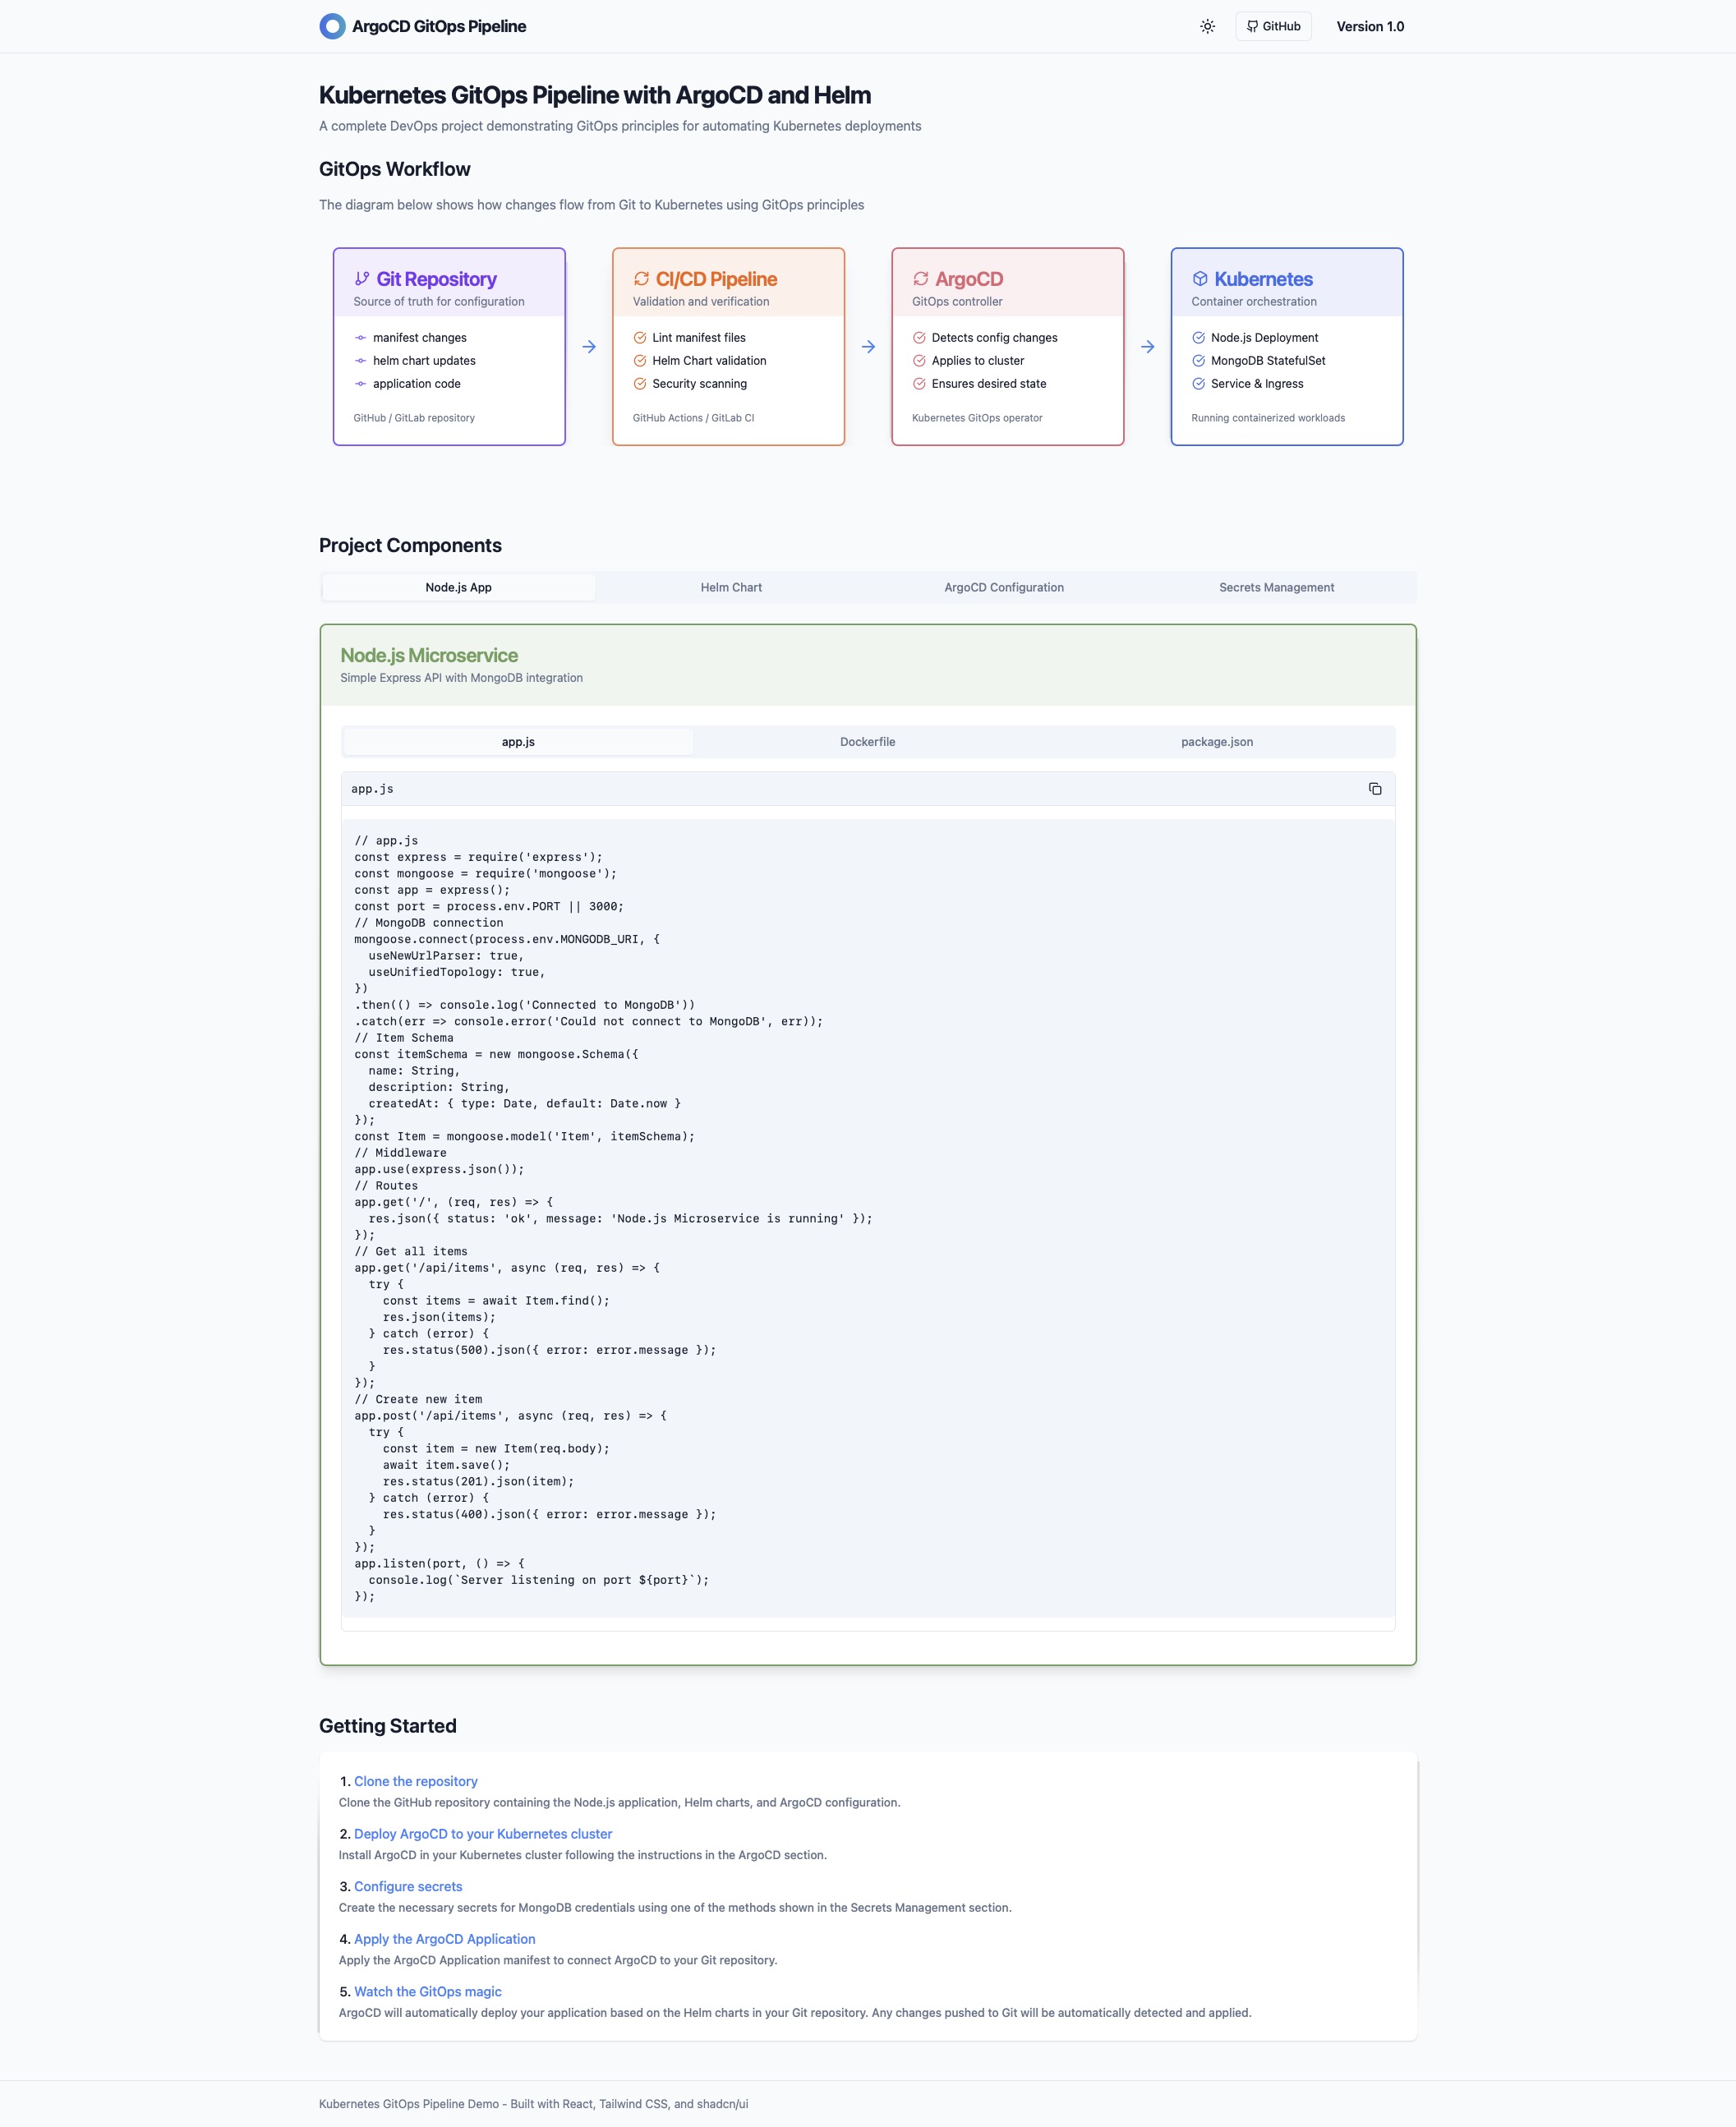 ArgoCD GitOps Pipeline
GitHub
Version 1.0
Kubernetes GitOps Pipeline with ArgoCD and Helm
A complete DevOps project demonstrating GitOps principles for automating Kubernetes deployments
GitOps Workflow
The diagram below shows how changes flow from Git to Kubernetes using GitOps principles
Git Repository
Source of truth for configuration
manifest changes
helm chart updates
application code
GitHub / GitLab repository
CI/CD Pipeline
Validation and verification
Lint manifest files
Helm Chart validation
Security scanning
GitHub Actions / GitLab CI
ArgoCD
GitOps controller
Detects config changes
Applies to cluster
Ensures desired state
Kubernetes GitOps operator
Kubernetes
Container orchestration
Node.js Deployment
MongoDB StatefulSet
Service & Ingress
Running containerized workloads
Project Components
Node.js App
Helm Chart
ArgoCD Configuration
Secrets Management
Node.js Microservice
Simple Express API with MongoDB integration
app.js
Dockerfile
package.json
app.js
// app.js
const express = require('express');
const mongoose = require('mongoose');
const app = express();
const port = process.env.PORT || 3000;
// MongoDB connection
mongoose.connect(process.env.MONGODB_URI, {
  useNewUrlParser: true,
  useUnifiedTopology: true,
})
.then(() => console.log('Connected to MongoDB'))
.catch(err => console.error('Could not connect to MongoDB', err));
// Item Schema
const itemSchema = new mongoose.Schema({
  name: String,
  description: String,
  createdAt: { type: Date, default: Date.now }
});
const Item = mongoose.model('Item', itemSchema);
// Middleware
app.use(express.json());
// Routes
app.get('/', (req, res) => {
  res.json({ status: 'ok', message: 'Node.js Microservice is running' });
});
// Get all items
app.get('/api/items', async (req, res) => {
  try {
    const items = await Item.find();
    res.json(items);
  } catch (error) {
    res.status(500).json({ error: error.message });
  }
});
// Create new item
app.post('/api/items', async (req, res) => {
  try {
    const item = new Item(req.body);
    await item.save();
    res.status(201).json(item);
  } catch (error) {
    res.status(400).json({ error: error.message });
  }
});
app.listen(port, () => {
  console.log(`Server listening on port ${port}`);
});
Getting Started
1. Clone the repository
Clone the GitHub repository containing the Node.js application, Helm charts, and ArgoCD configuration.
2. Deploy ArgoCD to your Kubernetes cluster
Install ArgoCD in your Kubernetes cluster following the instructions in the ArgoCD section.
3. Configure secrets
Create the necessary secrets for MongoDB credentials using one of the methods shown in the Secrets Management section.
4. Apply the ArgoCD Application
Apply the ArgoCD Application manifest to connect ArgoCD to your Git repository.
5. Watch the GitOps magic
ArgoCD will automatically deploy your application based on the Helm charts in your Git repository. Any changes pushed to Git will be automatically detected and applied.
Kubernetes GitOps Pipeline Demo - Built with React, Tailwind CSS, and shadcn/ui